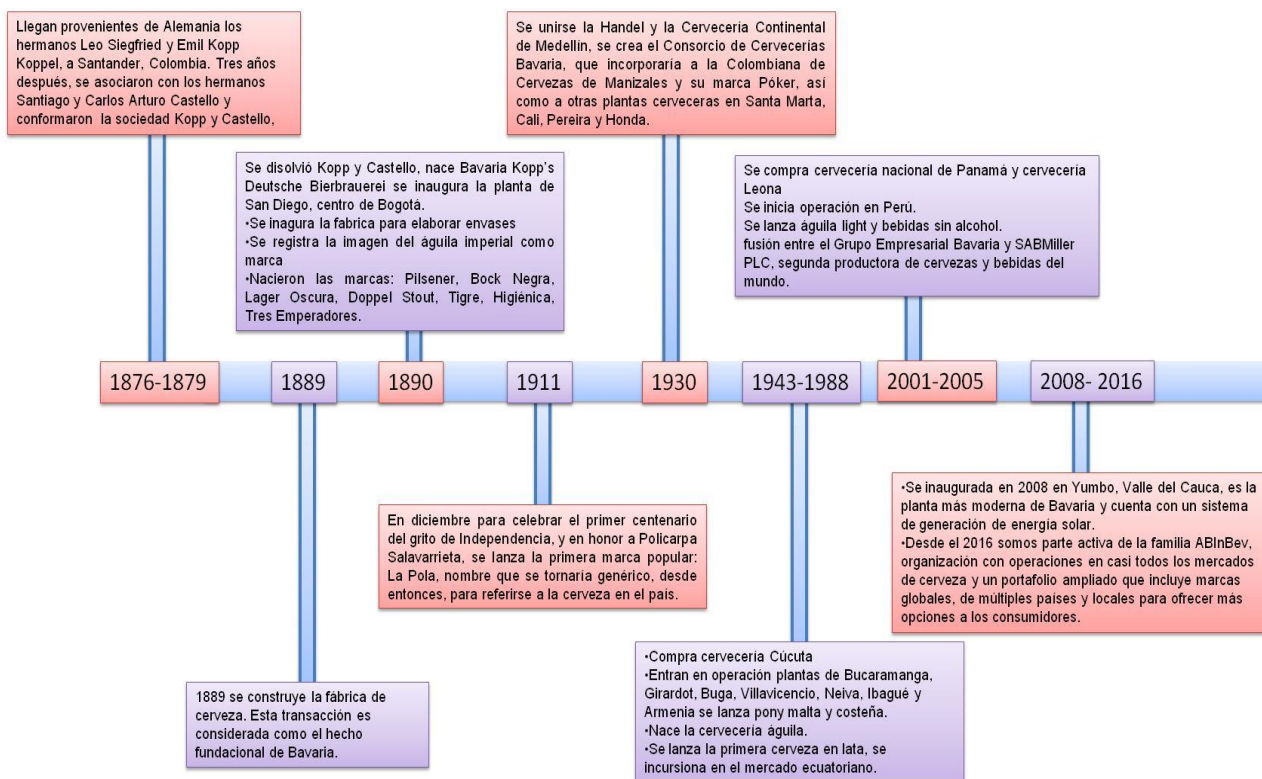 Llegan provenientes de Alemania los
hermanos Leo Siegfried y Emil Kopp
Koppel, a Santander, Colombia. Tres años
después, se asociaron con los hermanos
Santiago y Carlos Arturo Castello y
conformaron la sociedad Kopp y Castello,
Se unirse la Handel y la Cervecería Continental
de Medellín, se crea el Consorcio de Cervecerías
Bavaria, que incorporaría a la Colombiana de
Cervezas de Manizales y su marca Póker, así
como a otras plantas cerveceras en Santa Marta,
Cali, Pereira y Honda.
Se disolvió Kopp y Castello, nace Bavaria Kopp's
Deutsche Bierbrauerei se inaugura la planta de
San Diego, centro de Bogotá.
•Se inagura la fabrica para elaborar envases
•Se registra la imagen del águila imperial como
marca
•Nacieron las marcas: Pilsener, Bock Negra,
Lager Oscura, Doppel Stout, Tigre, Higiénica,
Tres Emperadores.
Se compra cervecería nacional de Panamá y cervecería
Leona
Se inicia operación en Perú.
Se lanza águila light y bebidas sin alcohol.
fusión entre el Grupo Empresarial Bavaria y SABMiller
PLC, segunda productora de cervezas y bebidas del
mundo.
1876-1879
1889
1890
1911
1930
1943-1988
2001-2005
2008- 2016
En diciembre para celebrar el primer centenario
del grito de Independencia, y en honor a Policarpa
Salavarrieta, se lanza la primera marca popular:
La Pola, nombre que se tornaría genérico, desde
entonces, para referirse a la cerveza en el país.
•Se inaugurada en 2008 en Yumbo, Valle del Cauca, es la
planta más moderna de Bavaria y cuenta con un sistema
de generación de energía solar.
•Desde el 2016 somos parte activa de la familia ABInBev,
organización con operaciones en casi todos los mercados
de cerveza y un portafolio ampliado que incluye marcas
globales, de múltiples países y locales para ofrecer más
opciones a los consumidores.
1889 se construye la fábrica de
cerveza. Esta transacción es
considerada como el hecho
fundacional de Bavaria.
•Compra cervecería Cúcuta
•Entran en operación plantas de Bucaramanga,
Girardot, Buga, Villavicencio, Neiva, Ibagué y
Armenia se lanza pony malta y costeña.
•Nace la cervecería águila.
•Se lanza la primera cerveza en lata, se
incursiona en el mercado ecuatoriano.